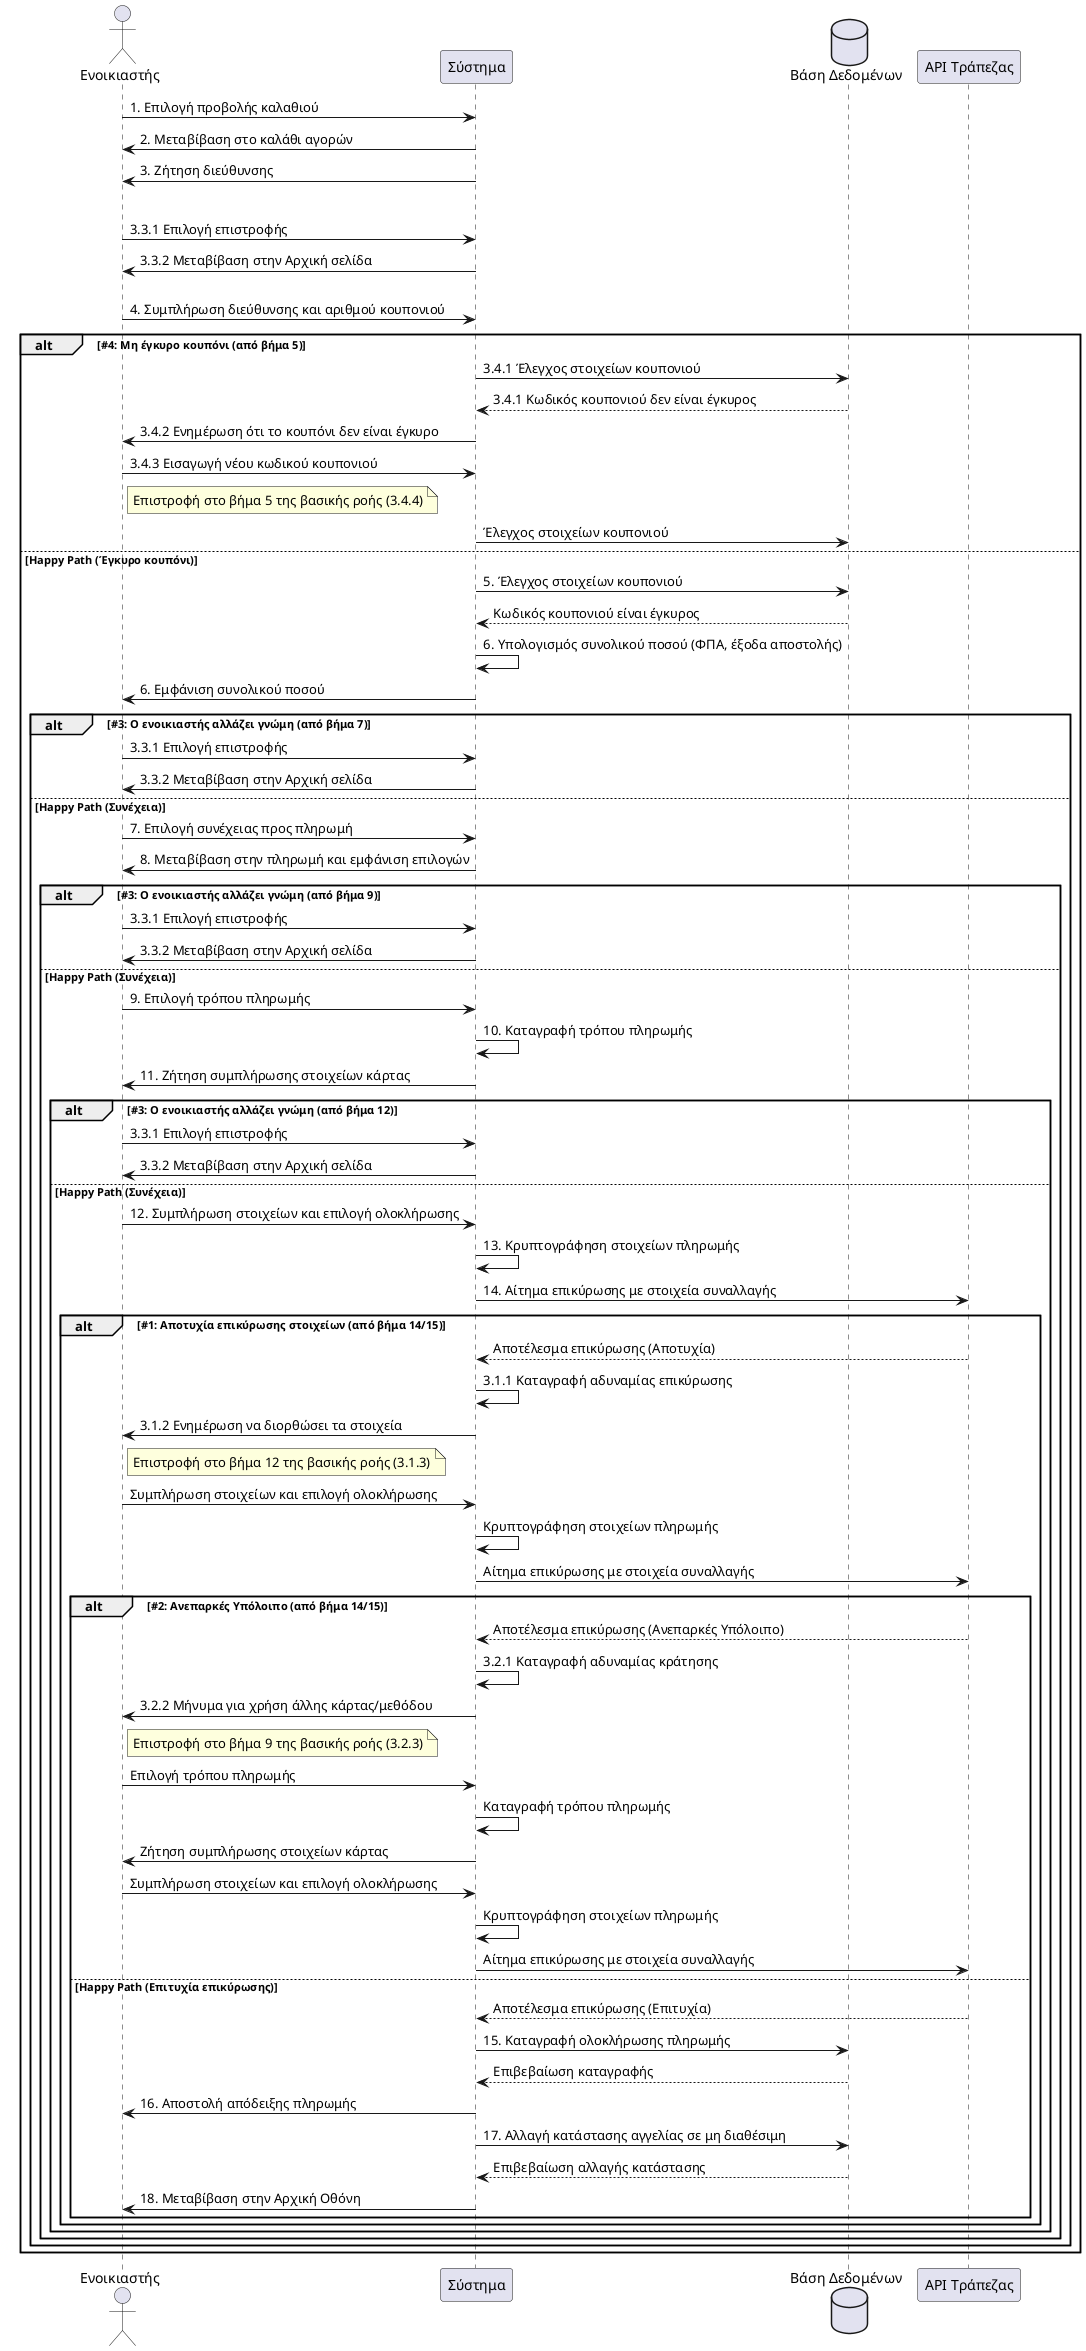 Ενοικιαστής
Σύστημα
Βάση Δεδομένων
API Τράπεζας
1. Επιλογή προβολής καλαθιού
2. Μεταβίβαση στο καλάθι αγορών
3. Ζήτηση διεύθυνσης
3.3.1 Επιλογή επιστροφής
3.3.2 Μεταβίβαση στην Αρχική σελίδα
4. Συμπλήρωση διεύθυνσης και αριθμού κουπονιού
alt [#4: Μη έγκυρο κουπόνι (από βήμα 5)]
3.4.1 Έλεγχος στοιχείων κουπονιού
3.4.1 Κωδικός κουπονιού δεν είναι έγκυρος
3.4.2 Ενημέρωση ότι το κουπόνι δεν είναι έγκυρο
3.4.3 Εισαγωγή νέου κωδικού κουπονιού
Επιστροφή στο βήμα 5 της βασικής ροής (3.4.4)
Έλεγχος στοιχείων κουπονιού
[Happy Path (Έγκυρο κουπόνι)]
5. Έλεγχος στοιχείων κουπονιού
Κωδικός κουπονιού είναι έγκυρος
6. Υπολογισμός συνολικού ποσού (ΦΠΑ, έξοδα αποστολής)
6. Εμφάνιση συνολικού ποσού
alt [#3: Ο ενοικιαστής αλλάζει γνώμη (από βήμα 7)]
3.3.1 Επιλογή επιστροφής
3.3.2 Μεταβίβαση στην Αρχική σελίδα
[Happy Path (Συνέχεια)]
7. Επιλογή συνέχειας προς πληρωμή
8. Μεταβίβαση στην πληρωμή και εμφάνιση επιλογών
alt [#3: Ο ενοικιαστής αλλάζει γνώμη (από βήμα 9)]
3.3.1 Επιλογή επιστροφής
3.3.2 Μεταβίβαση στην Αρχική σελίδα
[Happy Path (Συνέχεια)]
9. Επιλογή τρόπου πληρωμής
10. Καταγραφή τρόπου πληρωμής
11. Ζήτηση συμπλήρωσης στοιχείων κάρτας
alt [#3: Ο ενοικιαστής αλλάζει γνώμη (από βήμα 12)]
3.3.1 Επιλογή επιστροφής
3.3.2 Μεταβίβαση στην Αρχική σελίδα
[Happy Path (Συνέχεια)]
12. Συμπλήρωση στοιχείων και επιλογή ολοκλήρωσης
13. Κρυπτογράφηση στοιχείων πληρωμής
14. Αίτημα επικύρωσης με στοιχεία συναλλαγής
alt [#1: Αποτυχία επικύρωσης στοιχείων (από βήμα 14/15)]
Αποτέλεσμα επικύρωσης (Αποτυχία)
3.1.1 Καταγραφή αδυναμίας επικύρωσης
3.1.2 Ενημέρωση να διορθώσει τα στοιχεία
Επιστροφή στο βήμα 12 της βασικής ροής (3.1.3)
Συμπλήρωση στοιχείων και επιλογή ολοκλήρωσης
Κρυπτογράφηση στοιχείων πληρωμής
Αίτημα επικύρωσης με στοιχεία συναλλαγής
alt [#2: Ανεπαρκές Υπόλοιπο (από βήμα 14/15)]
Αποτέλεσμα επικύρωσης (Ανεπαρκές Υπόλοιπο)
3.2.1 Καταγραφή αδυναμίας κράτησης
3.2.2 Μήνυμα για χρήση άλλης κάρτας/μεθόδου
Επιστροφή στο βήμα 9 της βασικής ροής (3.2.3)
Επιλογή τρόπου πληρωμής
Καταγραφή τρόπου πληρωμής
Ζήτηση συμπλήρωσης στοιχείων κάρτας
Συμπλήρωση στοιχείων και επιλογή ολοκλήρωσης
Κρυπτογράφηση στοιχείων πληρωμής
Αίτημα επικύρωσης με στοιχεία συναλλαγής
[Happy Path (Επιτυχία επικύρωσης)]
Αποτέλεσμα επικύρωσης (Επιτυχία)
15. Καταγραφή ολοκλήρωσης πληρωμής
Επιβεβαίωση καταγραφής
16. Αποστολή απόδειξης πληρωμής
17. Αλλαγή κατάστασης αγγελίας σε μη διαθέσιμη
Επιβεβαίωση αλλαγής κατάστασης
18. Μεταβίβαση στην Αρχική Οθόνη
Ενοικιαστής
Σύστημα
Βάση Δεδομένων
API Τράπεζας